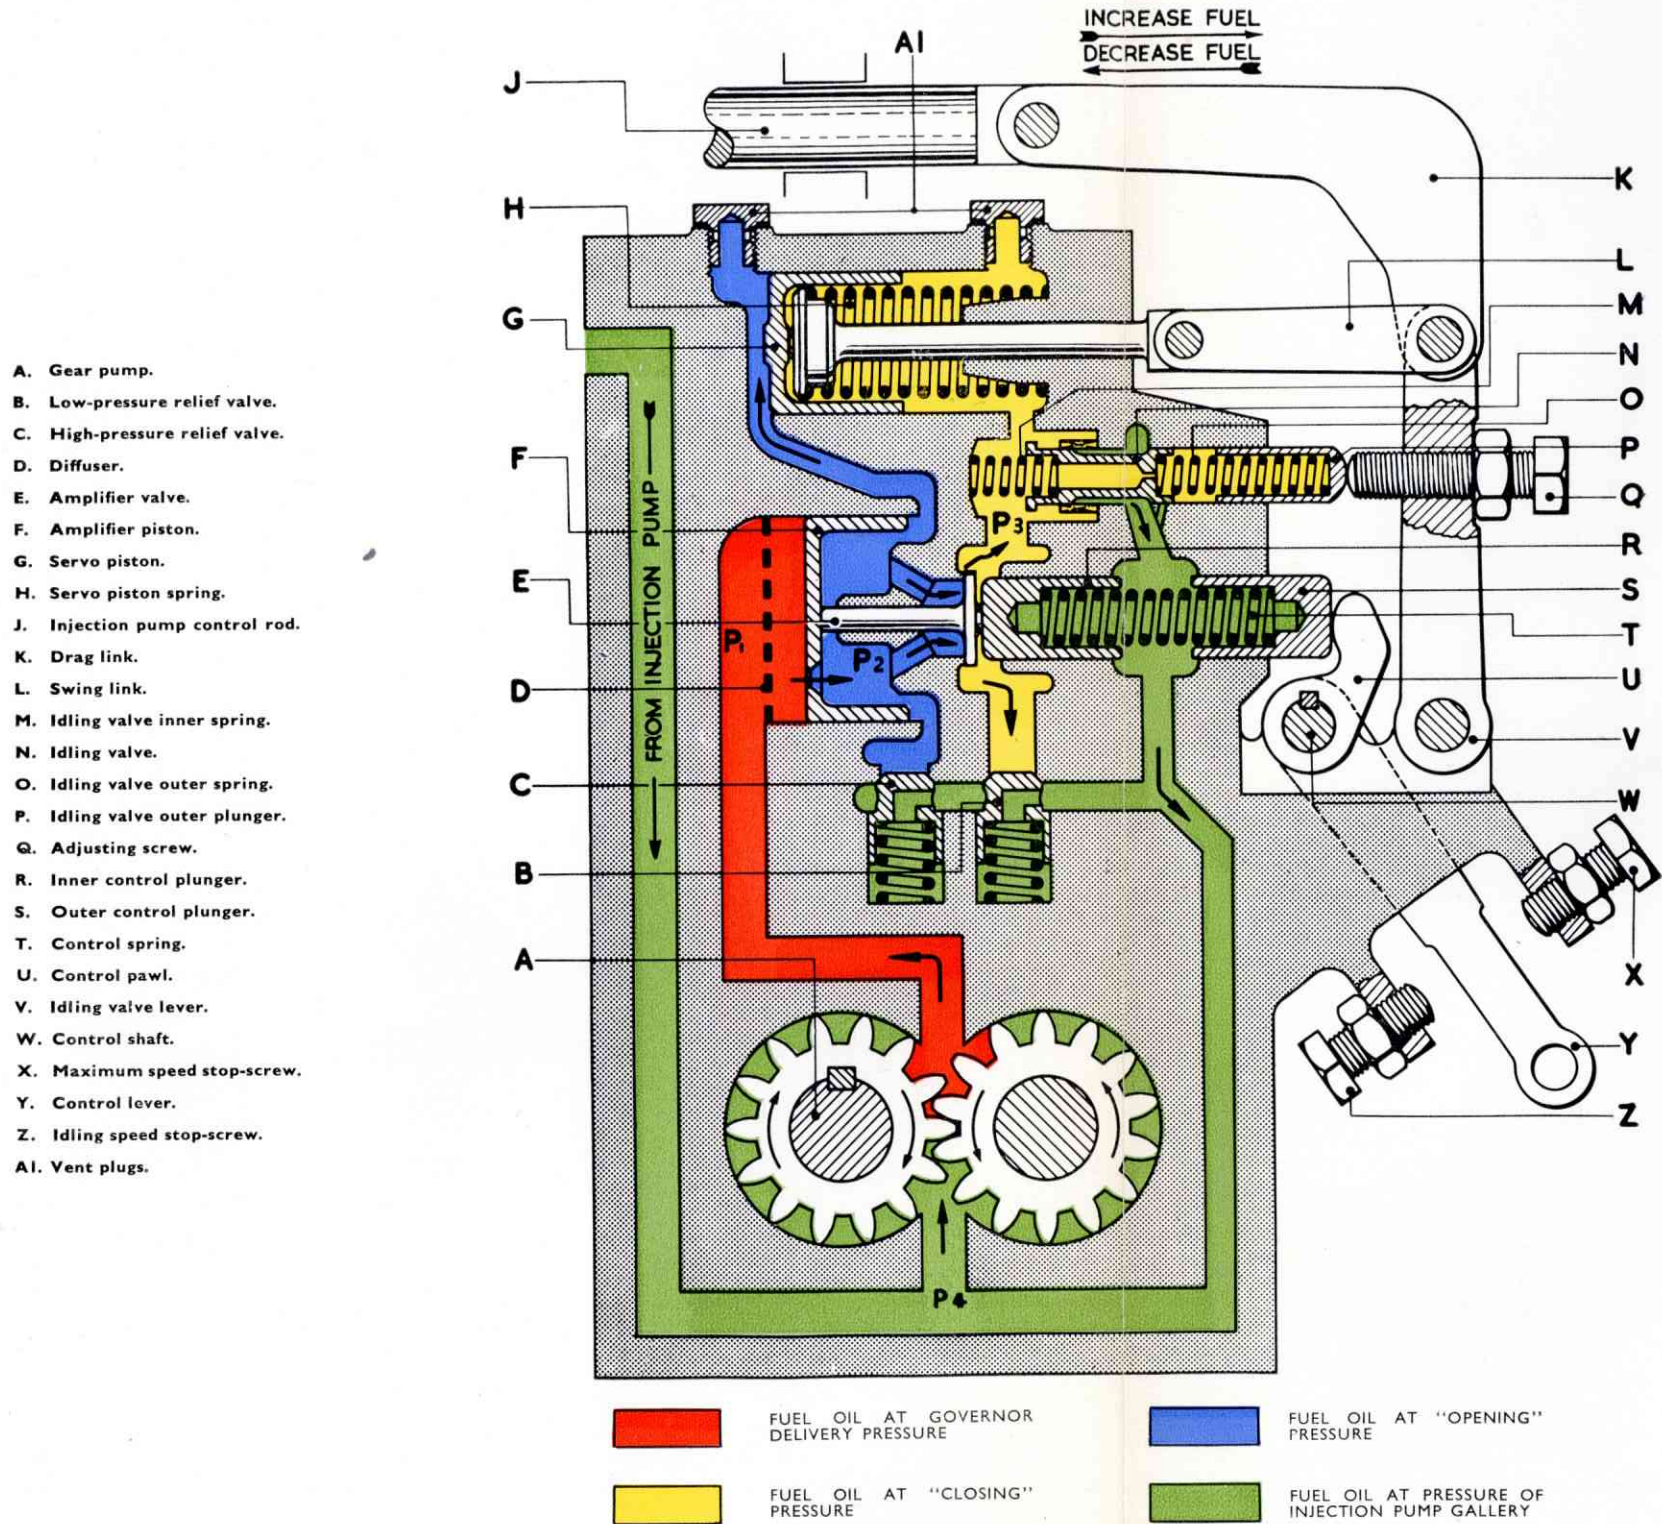 INCREASE FUEL
DECREASE FUEL
A1
J
H
G
F
E
D
C
B
A
K
L
M
N
O
P
Q
R
S
T
U
V
W
X
Y
Z
A. Gear pump.
B. Low-pressure relief valve.
C. High-pressure relief valve.
D. Diffuser.
E. Amplifier valve.
F. Amplifier piston.
G. Servo piston.
H. Servo piston spring.
J. Injection pump control rod.
K. Drag link.
L. Swing link.
M. Idling valve inner spring.
N. Idling valve.
O. Idling valve outer spring.
P. Idling valve outer plunger.
Q. Adjusting screw.
R. Inner control plunger.
S. Outer control plunger.
T. Control spring.
U. Control pawl.
V. Idling valve lever.
W. Control shaft.
X. Maximum speed stop-screw.
Y. Control lever.
Z. Idling speed stop-screw.
A1. Vent plugs.
FROM INJECTION PUMP
P1
P2
P3
P4
FUEL OIL AT GOVERNOR
DELIVERY PRESSURE
FUEL OIL AT "OPENING"
PRESSURE
FUEL OIL AT "CLOSING"
PRESSURE
FUEL OIL AT PRESSURE OF
INJECTION PUMP GALLERY